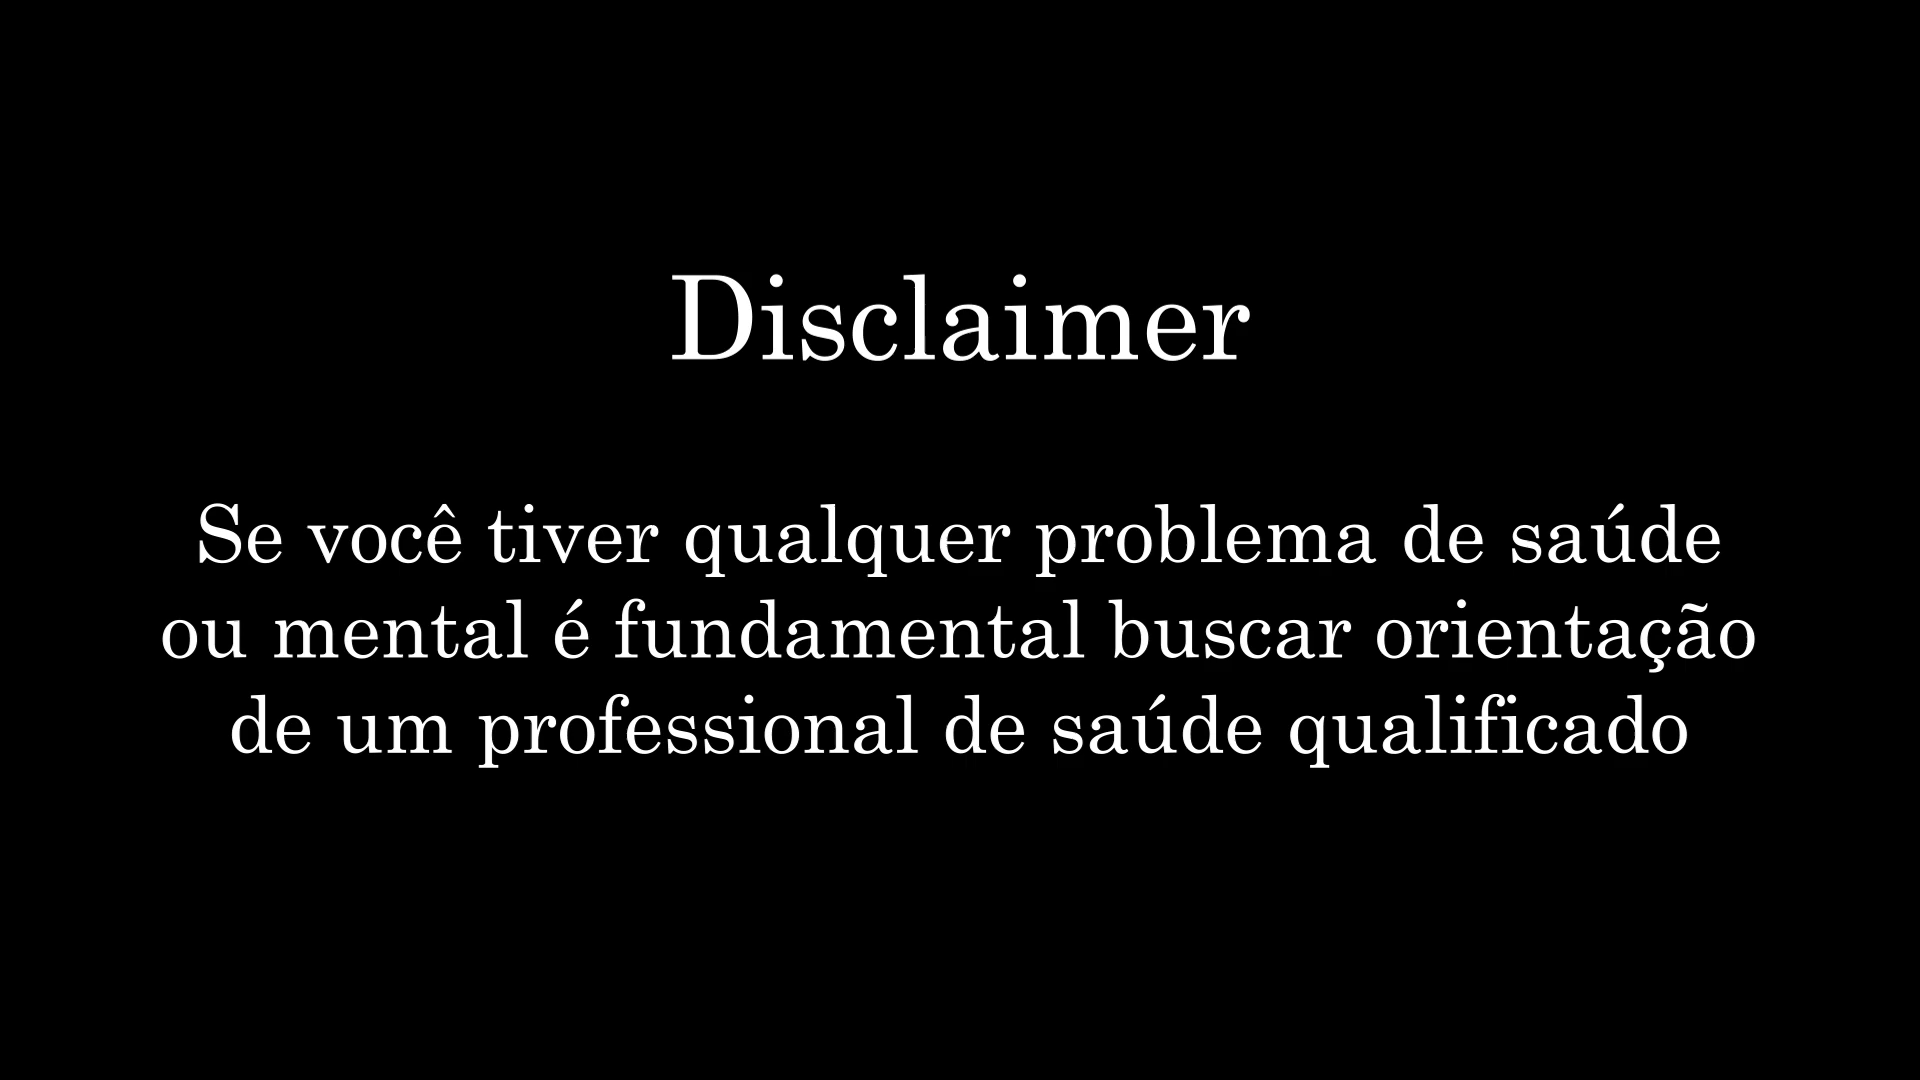 Disclaimer
Se você tiver qualquer problema de saúde
ou mental é fundamental buscar orientação
de um professional de saúde qualificado